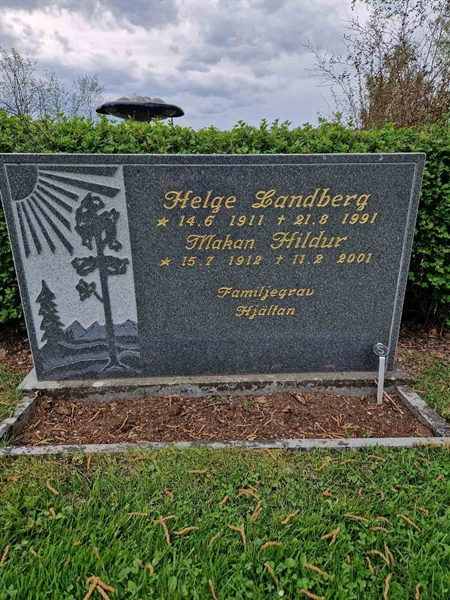 Helge Landberg
★ 14.6 1911 ✝ 21.8 1991
Makan Hildur
★ 15.7 1912 ✝ 11.2 2001
Familjegrav
Hjältan